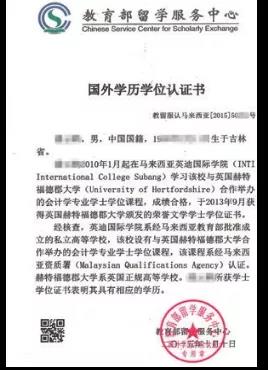 教育部留学服务中心
Chinese Service Center for Scholarly Exchange
国外学历学位认证书
教留服认马来西亚[2015]50 号
，男，中国国籍，19 生于吉林
省。
2010年1月起在马来西亚英迪国际学院（INTI
International College Subang）学习该校与英国赫特
福德郡大学（University of Hertfordshire）合作举办
的会计学专业学士学位课程，成绩合格，于2013年9月获
得英国赫特福德郡大学颁发的荣誉文学学士学位证书。
经核查，英迪国际学院系经马来西亚教育部批准成
立的私立高等学校，该校设有与英国赫特福德郡大学合
作举办的会计学专业学士学位课程，该课程系经马来西
亚资质署（Malaysian Qualifications Agency）认证。
赫特福德郡大学系英国正规高等学校。 所获学士
学位证书表明其具有相应的学历。
教育部留学服务中心
二〇一五年 月十日